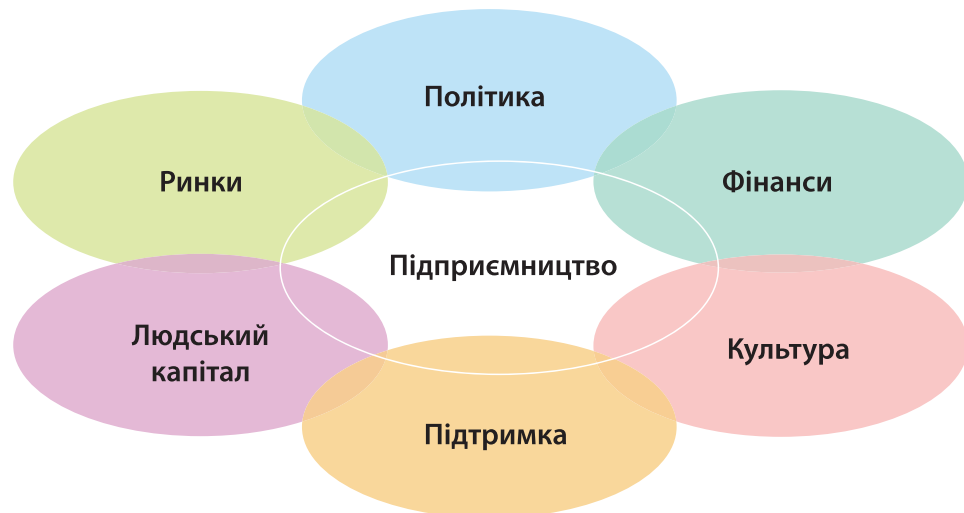 Політика
Ринки
Фінанси
Підприємництво
Людський
капітал
Культура
Підтримка